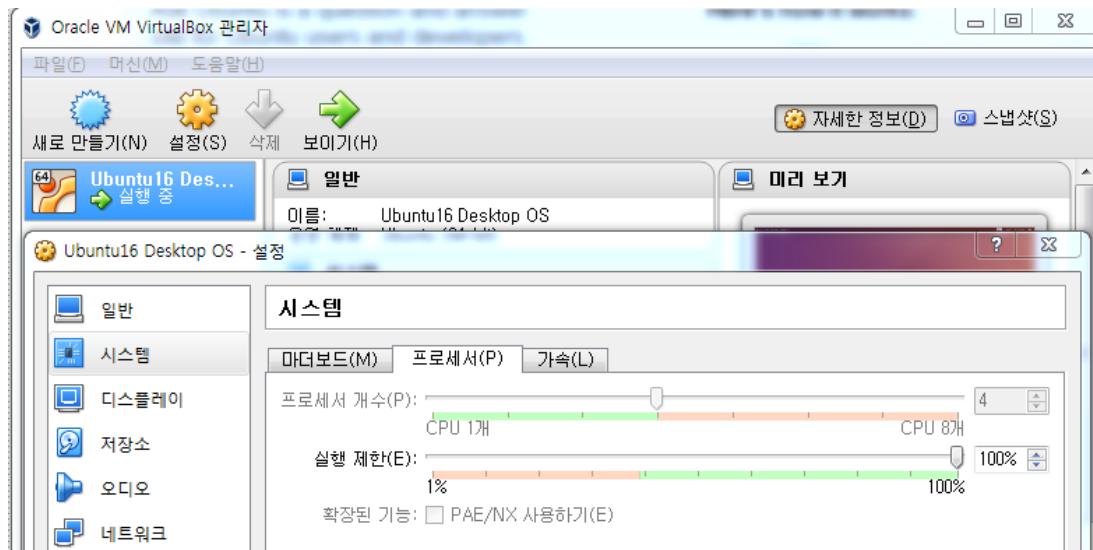 Oracle VM VirtualBox 관리자
파일(F) 머신(M) 도움말(H)
새로 만들기(N) 설정(S) 삭제 보이기(H)
자세한 정보(D) 스냅샷(S)
64
Ubuntu16 Des...
실행 중
일반
이름: Ubuntu16 Desktop OS
미리 보기
Ubuntu16 Desktop OS - 설정
일반
시스템
디스플레이
저장소
오디오
네트워크
시스템
마더보드(M) 프로세서(P) 가속(L)
프로세서 개수(P): 4
CPU 1개 CPU 8개
실행 제한(E): 100%
1% 100%
확장된 기능: PAE/NX 사용하기(E)